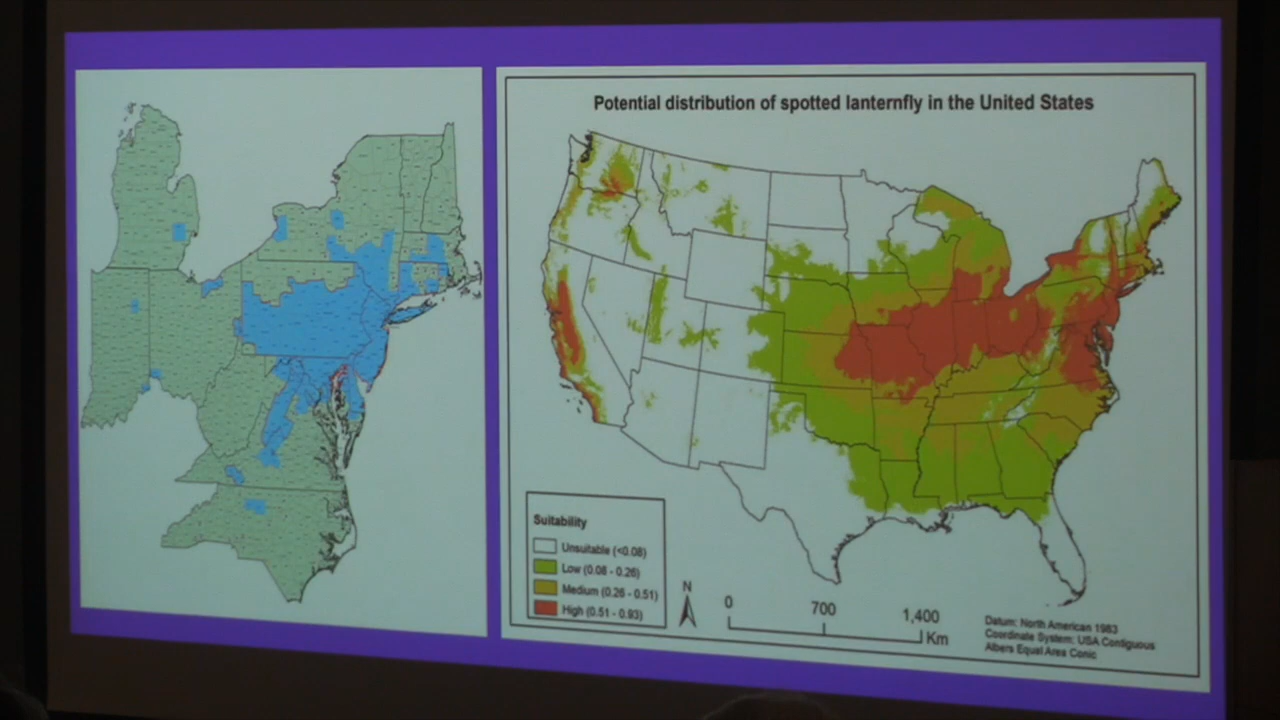 Potential distribution of spotted lanternfly in the United States
Suitability
Unsuitable (<0.08)
Low (0.08 - 0.26)
Medium (0.26 - 0.51)
High (0.51 - 0.93)
N
0 700 1,400
Km
Datum: North American 1983
Coordinate System: USA Contiguous
Albers Equal Area Conic